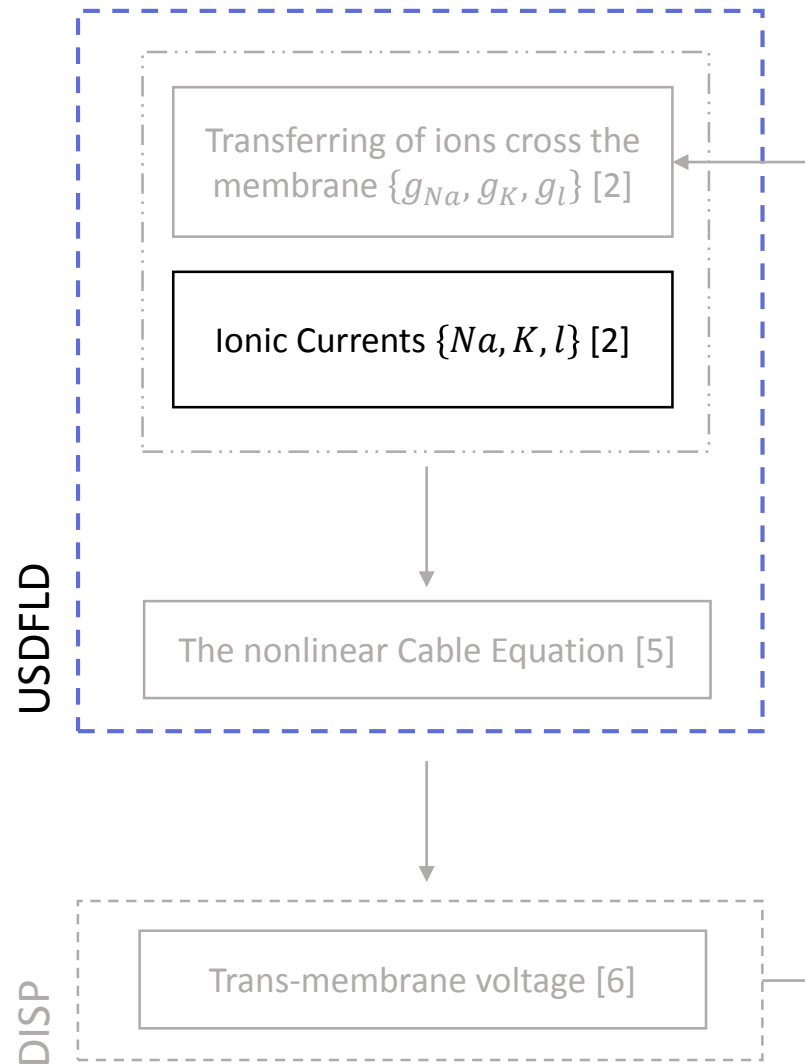 Transferring of ions cross the
membrane {g_Na, g_K, g_l} [2]
Ionic Currents {Na, K, l} [2]
The nonlinear Cable Equation [5]
USDFLD
Trans-membrane voltage [6]
DISP